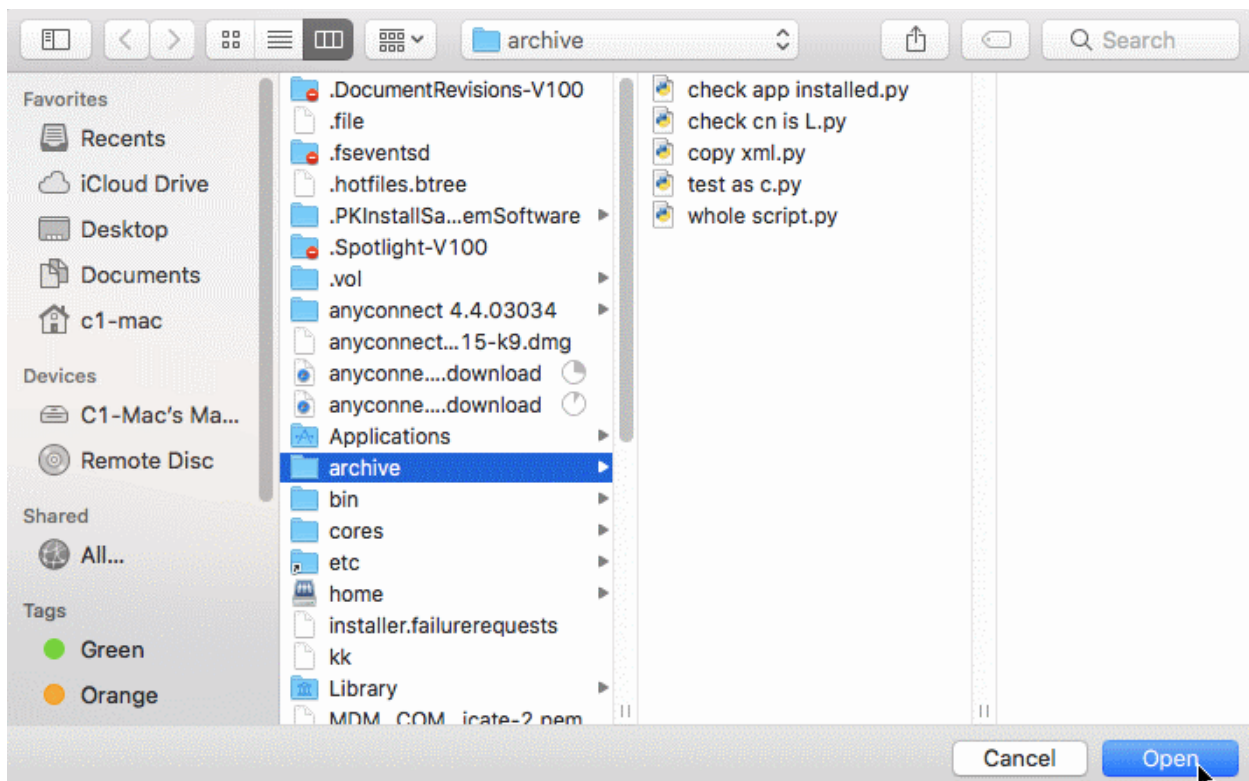 archive
Search
Favorites
Recents
iCloud Drive
Desktop
Documents
c1-mac
Devices
C1-Mac's Ma...
Remote Disc
Shared
All...
Tags
Green
Orange
.DocumentRevisions-V100
.file
.fseventsd
.hotfiles.btree
.PKInstallSa...emSoftware
.Spotlight-V100
.vol
anyconnect 4.4.03034
anyconnect...15-k9.dmg
anyconne....download
anyconne....download
Applications
archive
bin
cores
etc
home
installer.failurerequests
kk
Library
MDM_COM_icate-2.pem
check app installed.py
check cn is L.py
copy xml.py
test as c.py
whole script.py
Cancel
Open